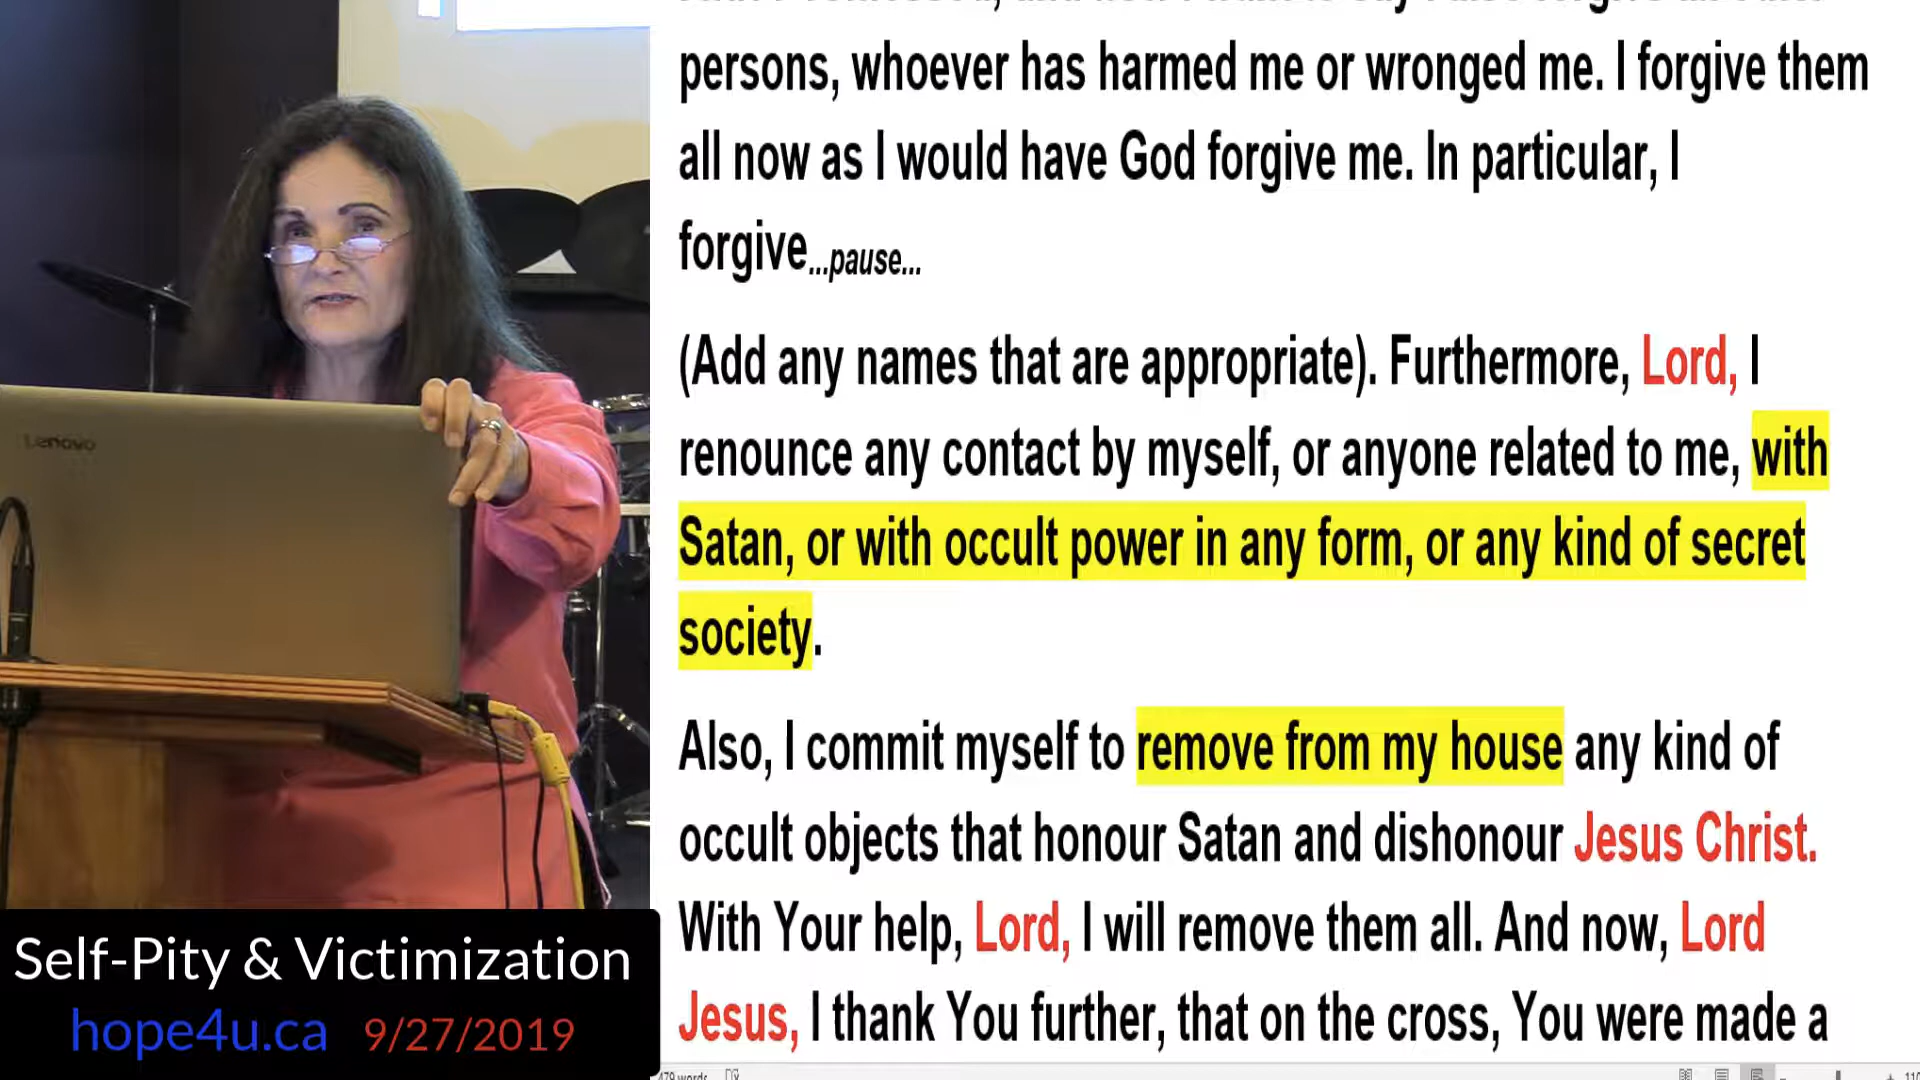 persons, whoever has harmed me or wronged me. I forgive them
all now as I would have God forgive me. In particular, I
forgive...pause...
(Add any names that are appropriate). Furthermore, Lord, I
renounce any contact by myself, or anyone related to me, with
Satan, or with occult power in any form, or any kind of secret
society.
Also, I commit myself to remove from my house any kind of
occult objects that honour Satan and dishonour Jesus Christ.
With Your help, Lord, I will remove them all. And now, Lord
Jesus, I thank You further, that on the cross, You were made a
Lenovo
Self-Pity & Victimization
hope4u.ca 9/27/2019